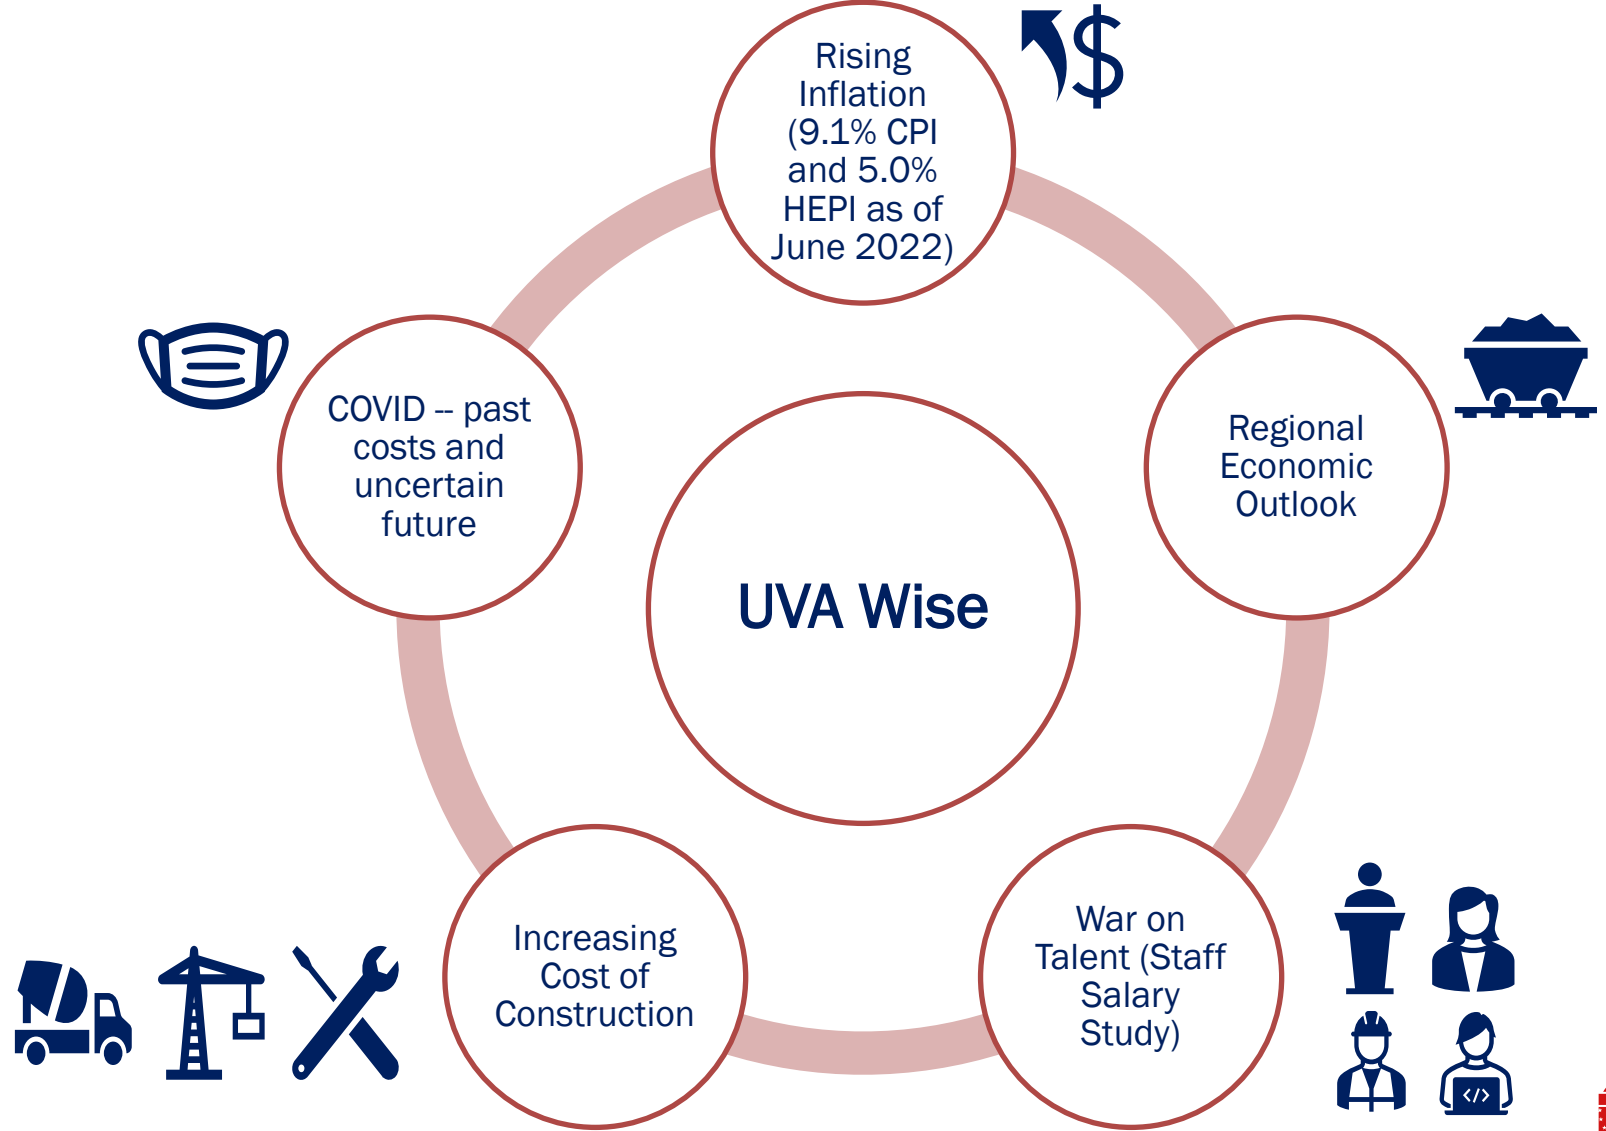 Rising
Inflation
(9.1% CPI
and 5.0%
HEPI as of
June 2022)
COVID -- past
costs and
uncertain
future
Regional
Economic
Outlook
UVA Wise
Increasing
Cost of
Construction
War on
Talent (Staff
Salary
Study)
</>